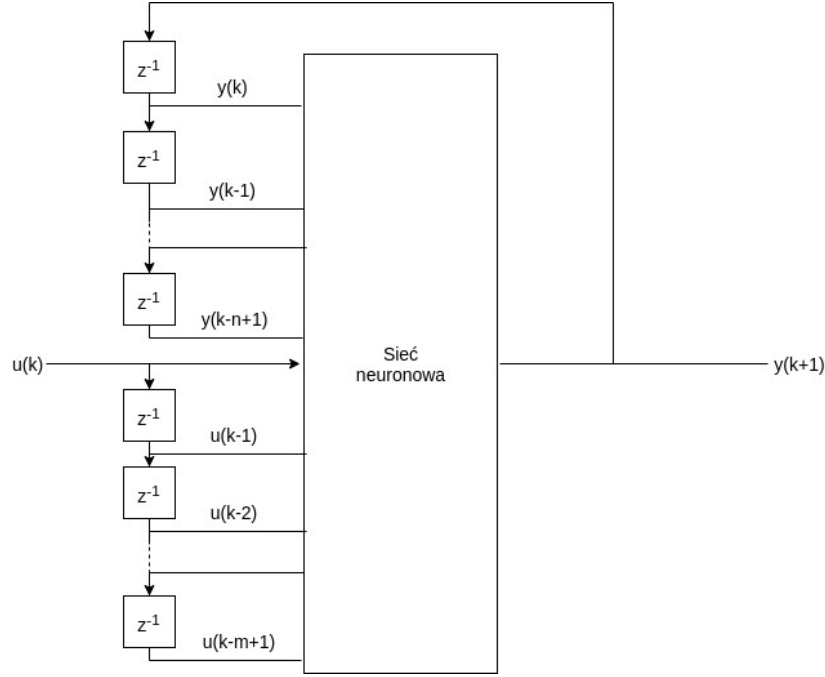 z-1
y(k)
z-1
y(k-1)
z-1
y(k-n+1)
u(k)
Sieć
neuronowa
y(k+1)
z-1
u(k-1)
z-1
u(k-2)
z-1
u(k-m+1)